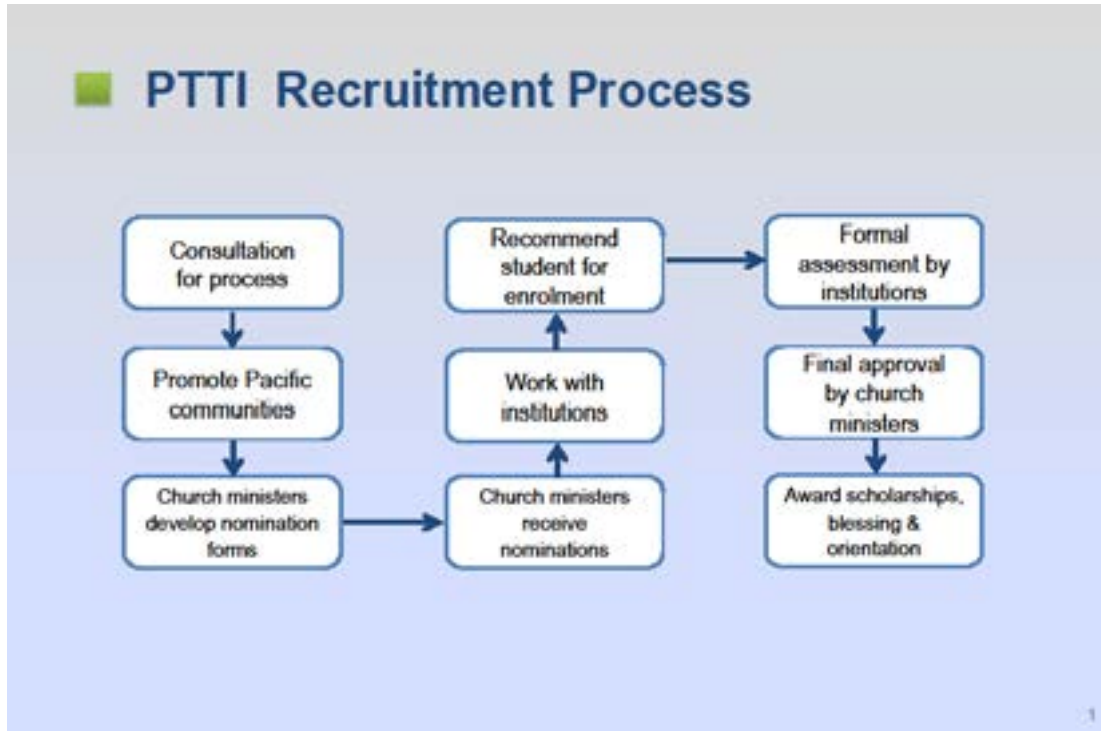 PTTI Recruitment Process
Consultation
for process
Promote Pacific
communities
Church ministers
develop nomination
forms
Church ministers
receive
nominations
Work with
institutions
Recommend
student for
enrolment
Formal
assessment by
institutions
Final approval
by church
ministers
Award scholarships,
blessing &
orientation
1